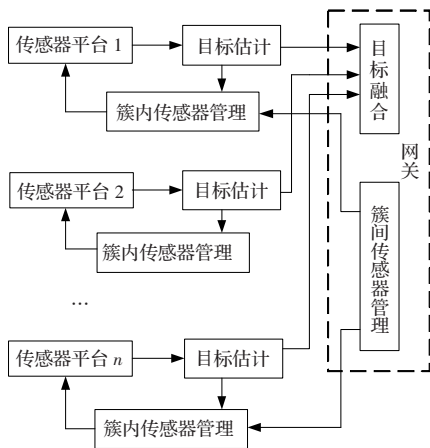 传感器平台 1
目标估计
簇内传感器管理
传感器平台 2
目标估计
簇内传感器管理
...
传感器平台 n
目标估计
簇内传感器管理
目标融合
网关
簇间传感器管理